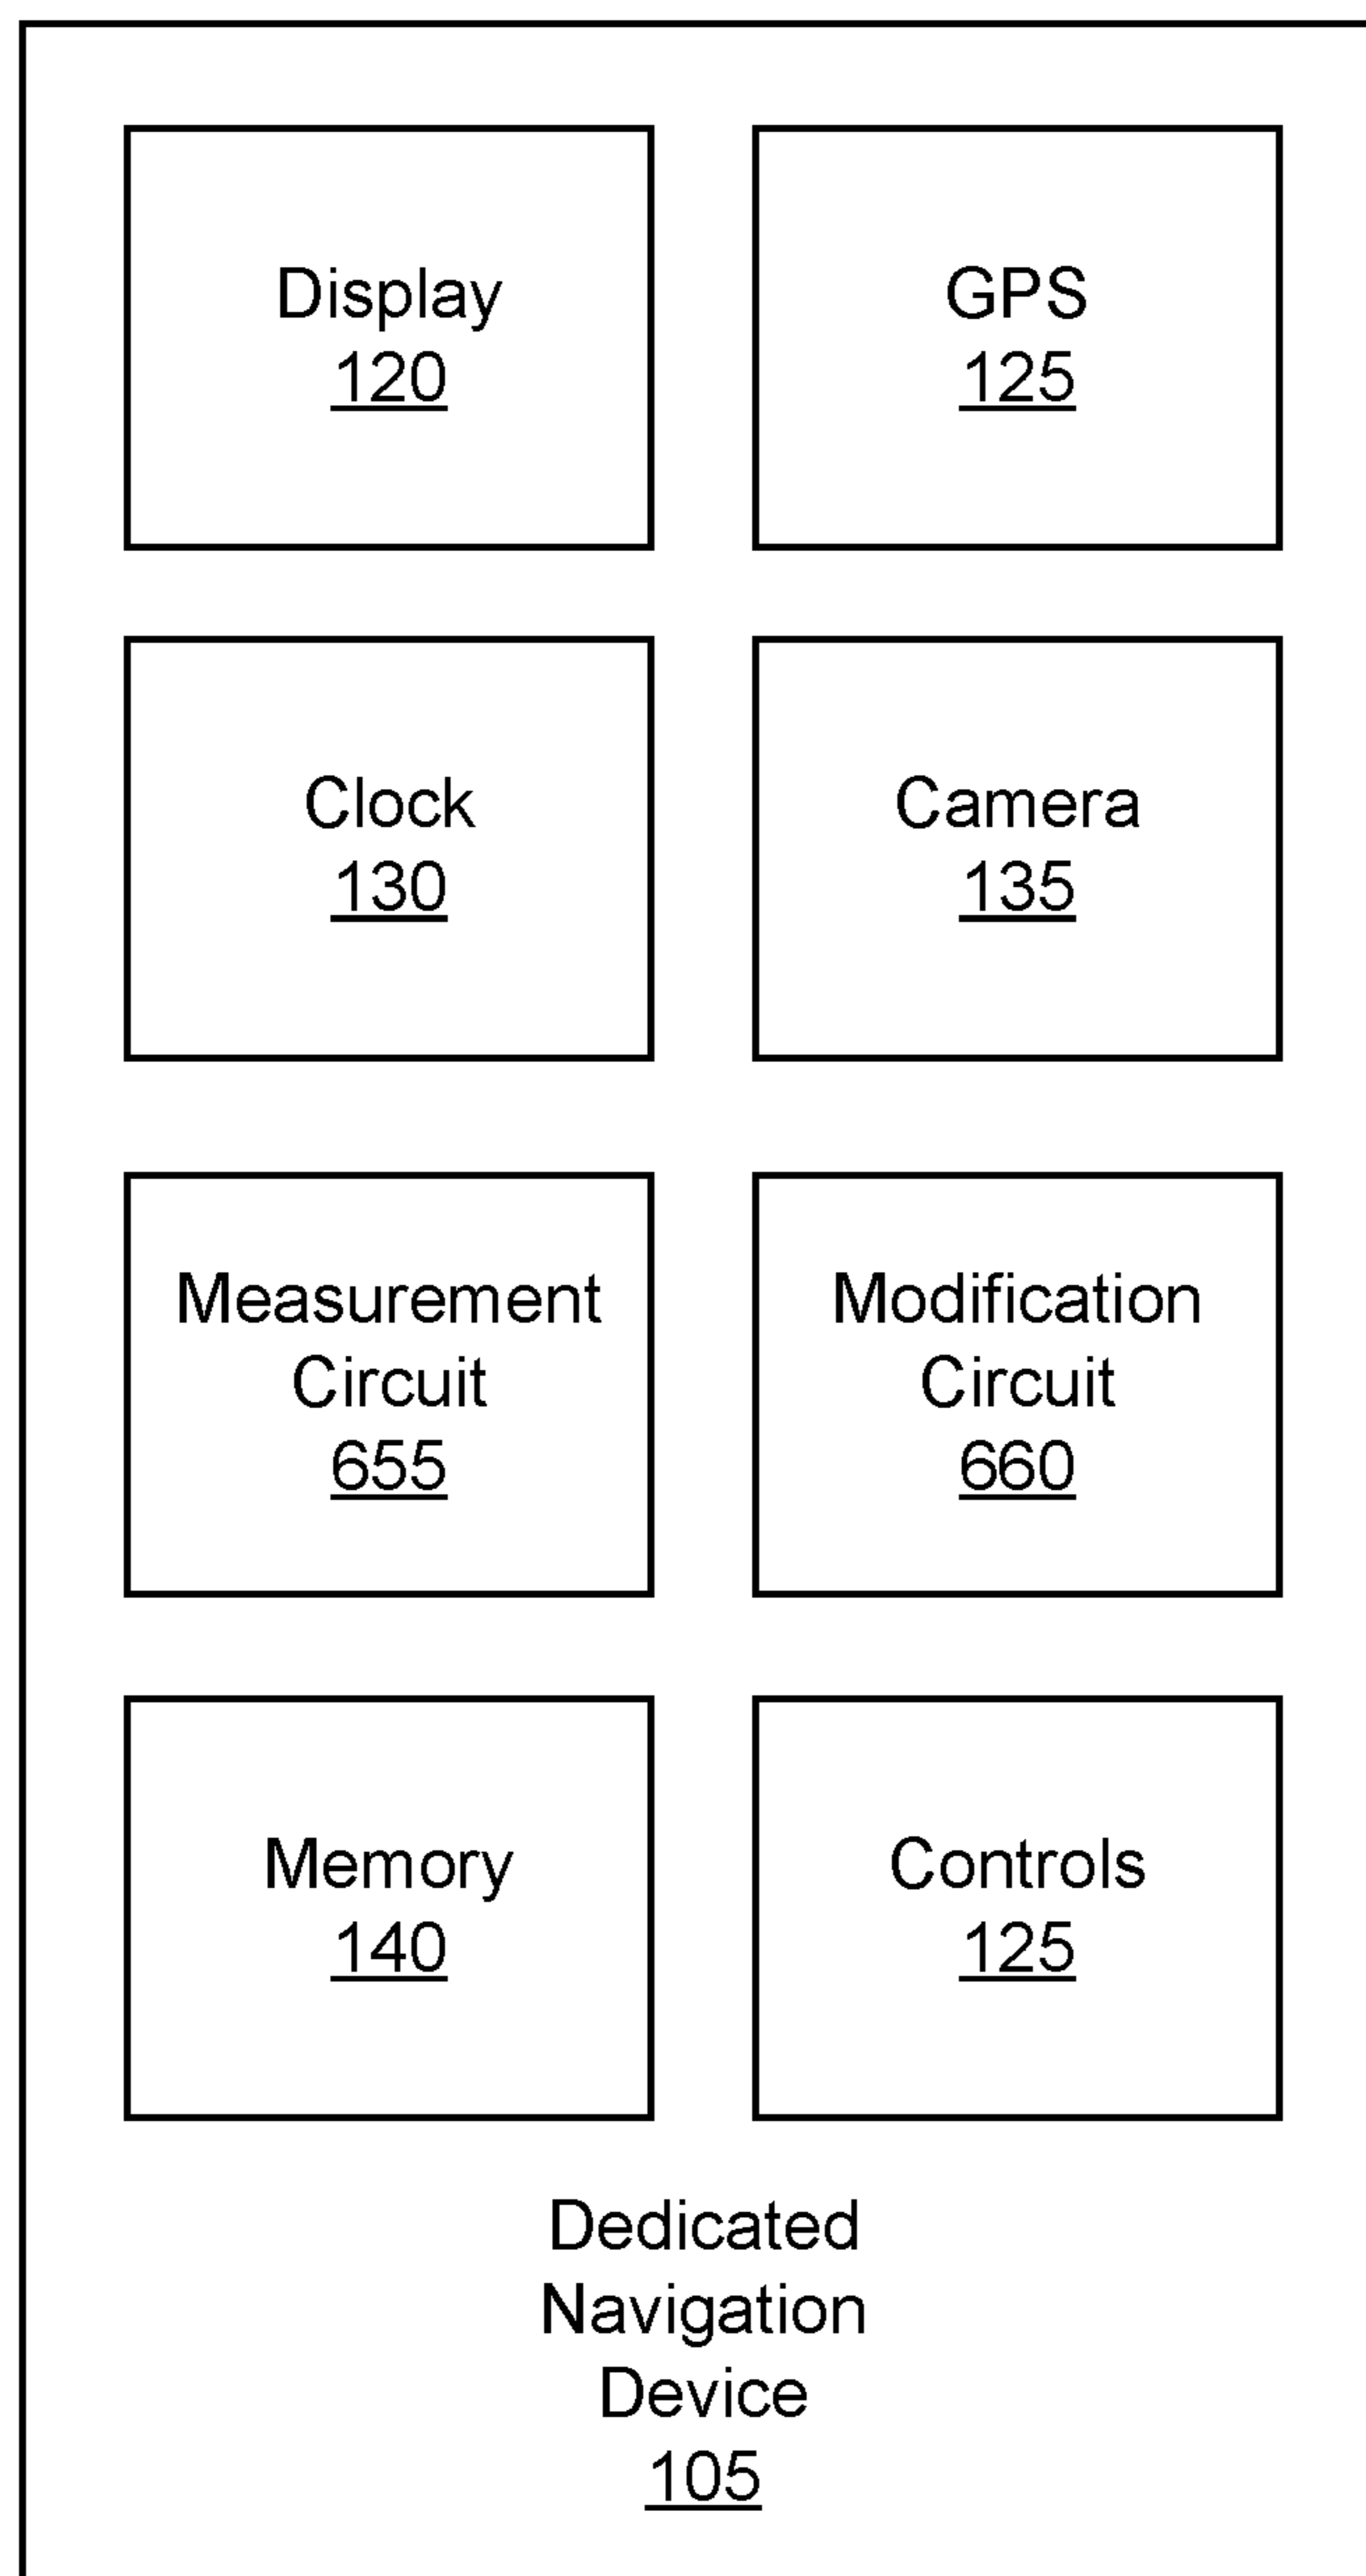 Display
120
GPS
125
Clock
130
Camera
135
Measurement
Circuit
655
Modification
Circuit
660
Memory
140
Controls
125
Dedicated
Navigation
Device
105